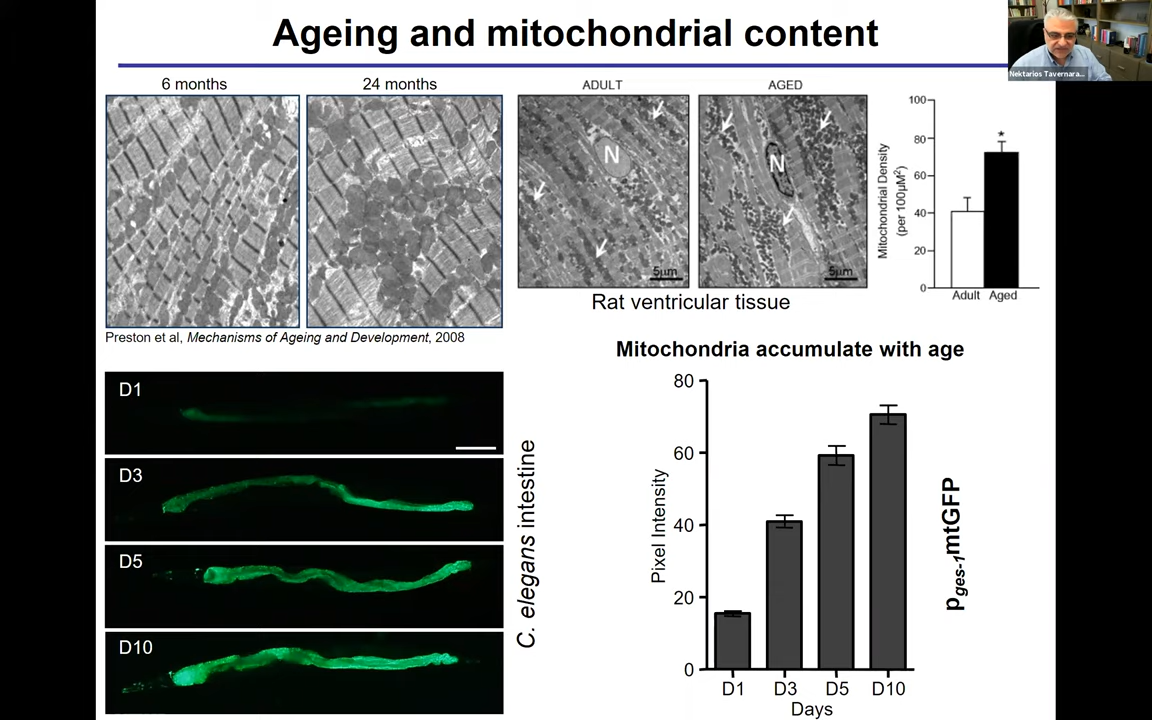 Ageing and mitochondrial content
Nektarios Tavernara...
6 months
24 months
ADULT
AGED
N
N
5μm
5μm
Rat ventricular tissue
Mitochondrial Density
(per 100μM²)
100
80
60
40
20
0
*
Adult
Aged
Preston et al, Mechanisms of Ageing and Development, 2008
D1
D3
D5
D10
C. elegans intestine
Mitochondria accumulate with age
Pixel Intensity
80
60
40
20
0
D1
D3
D5
D10
Days
pges-1mtGFP